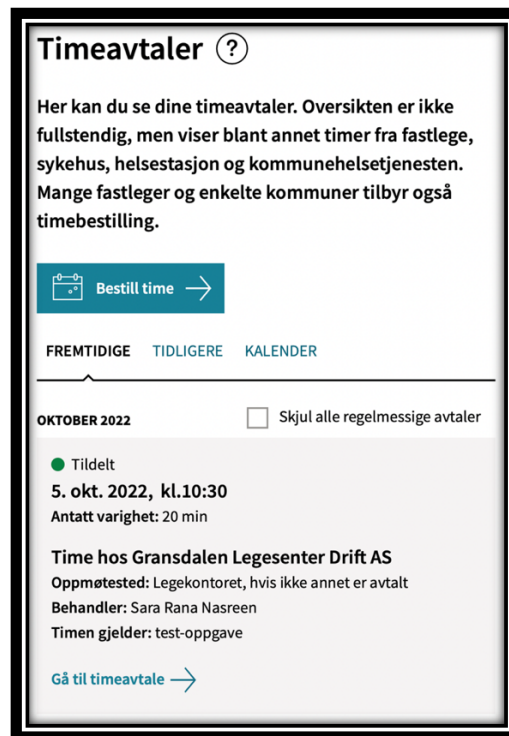 Timeavtaler ?
Her kan du se dine timeavtaler. Oversikten er ikke
fullstendig, men viser blant annet timer fra fastlege,
sykehus, helsestasjon og kommunehelsetjenesten.
Mange fastleger og enkelte kommuner tilbyr også
timebestilling.
Bestill time
FREMTIDIGE TIDLIGERE KALENDER
OKTOBER 2022 Skjul alle regelmessige avtaler
Tildelt
5. okt. 2022, kl.10:30
Antatt varighet: 20 min
Time hos Gransdalen Legesenter Drift AS
Oppmøtested: Legekontoret, hvis ikke annet er avtalt
Behandler: Sara Rana Nasreen
Timen gjelder: test-oppgave
Gå til timeavtale